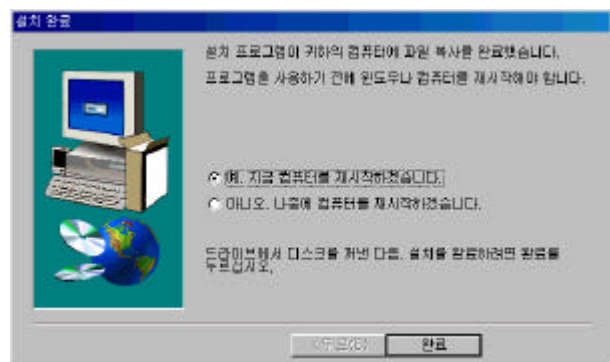 설치 완료
설치 프로그램이 귀하의 컴퓨터에 파일 복사를 완료했습니다.
프로그램을 사용하기 전에 윈도우나 컴퓨터를 재시작해야 합니다.
예. 지금 컴퓨터를 재시작하겠습니다.
아니오. 나중에 컴퓨터를 재시작하겠습니다.
드라이브에서 디스크를 꺼낸 다음. 설치를 완료하려면 완료를
누르십시오.
< 뒤로(B)
완료